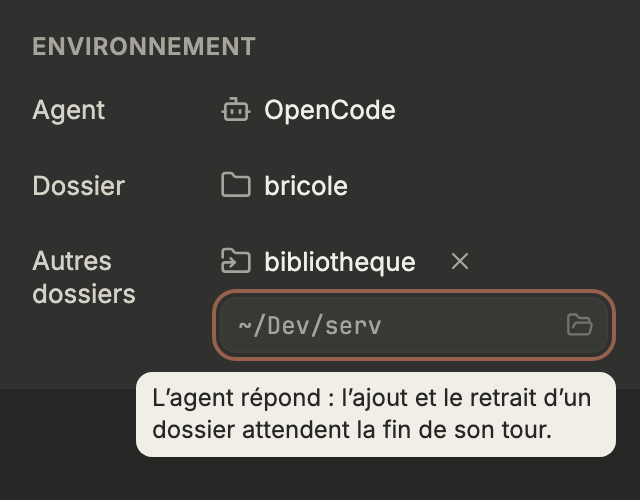 ENVIRONNEMENT
Agent OpenCode
Dossier bricole
Autres dossiers bibliotheque
~/Dev/serv
L’agent répond : l’ajout et le retrait d’un
dossier attendent la fin de son tour.